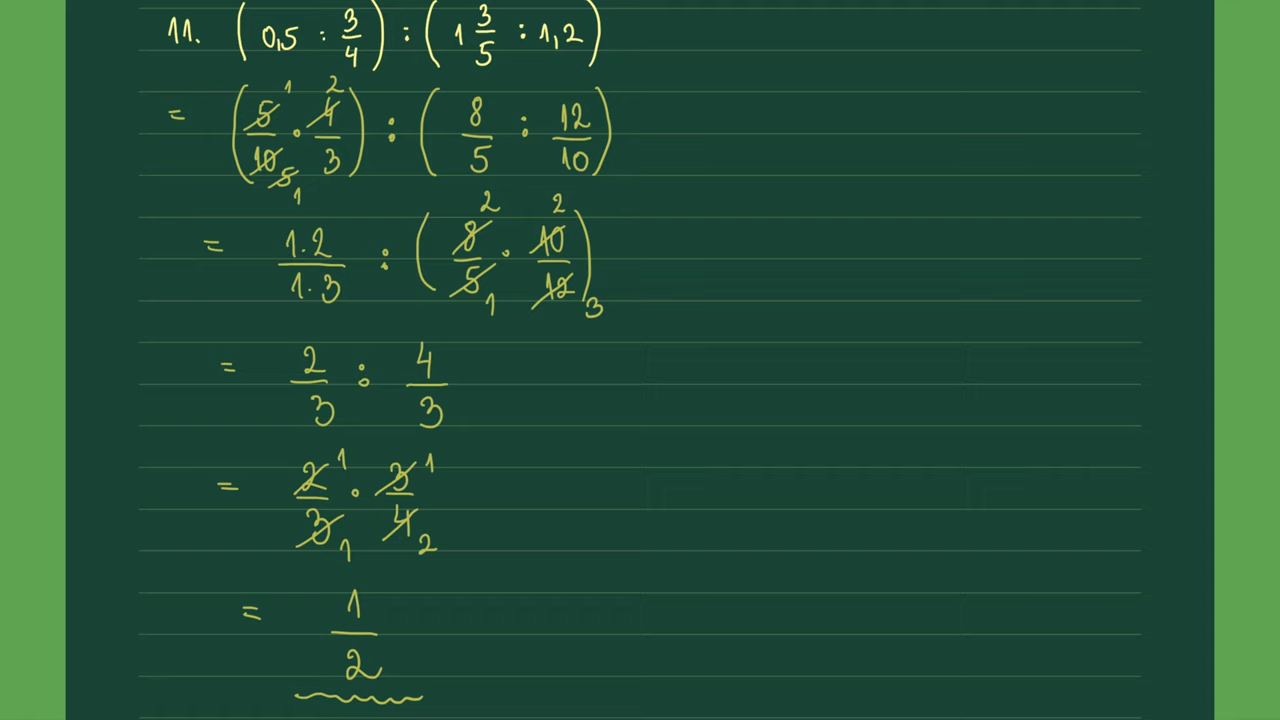 11. (0,5 : 3/4) : (1 3/5 : 1,2)
= (5/10 · 4/3) : (8/5 : 12/10)
= 1.2/1.3 : (8/5 · 10/12)
= 2/3 : 4/3
= 2/3 · 3/4
= 1/2